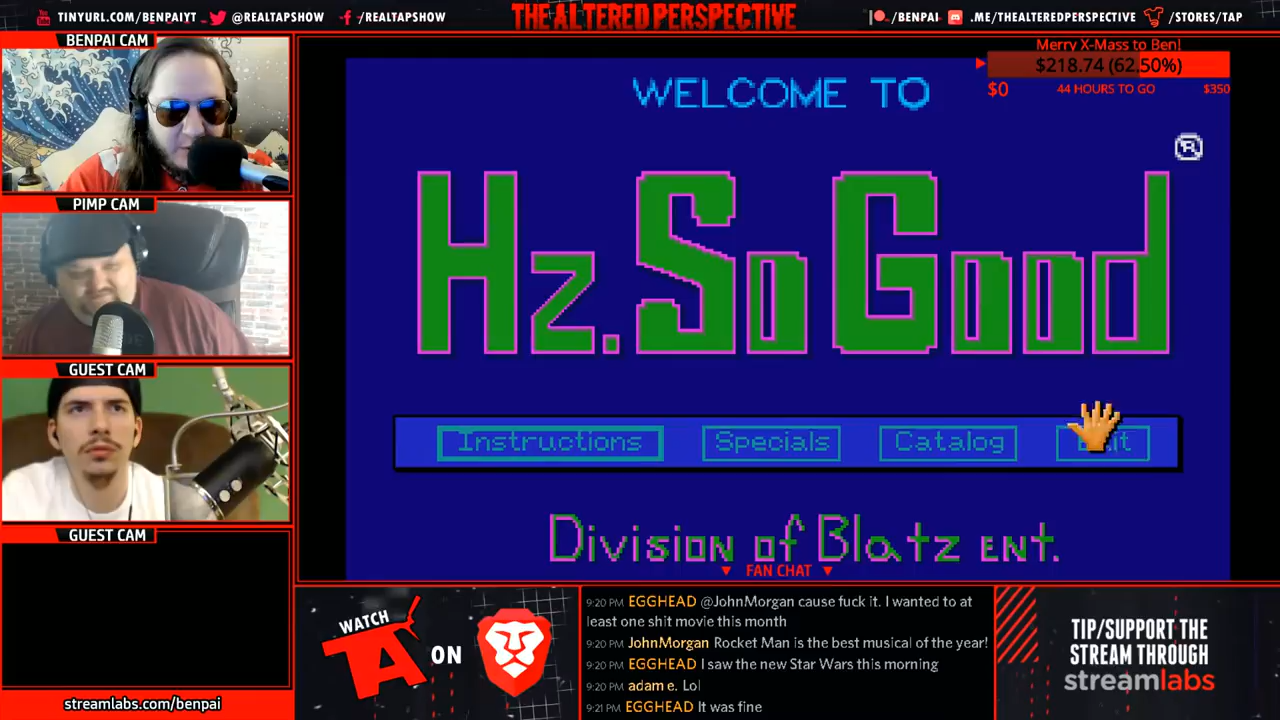 TINYURL.COM/BENPAIYT @REALTAPSHOW /REALTAPSHOW THE ALTERED PERSPECTIVE /BENPAI .ME/THEALTEREDPERSPECTIVE /STORES/TAP
BENPAI CAM
Merry X-Mass to Ben!
$218.74 (62.50%)
$0 44 HOURS TO GO $350
WELCOME TO
®
Hz. So Good
PIMP CAM
GUEST CAM
Instructions Specials Catalog
Division of Blatz ENT.
GUEST CAM
FAN CHAT
WATCH TA ON
9:20 PM EGGHEAD @JohnMorgan cause fuck it. I wanted to at
least one shit movie this month
9:20 PM JohnMorgan Rocket Man is the best musical of the year!
9:20 PM EGGHEAD I saw the new Star Wars this morning
9:20 PM adam e. Lol
9:21 PM EGGHEAD It was fine
TIP/SUPPORT THE
STREAM THROUGH
streamlabs
streamlabs.com/benpai